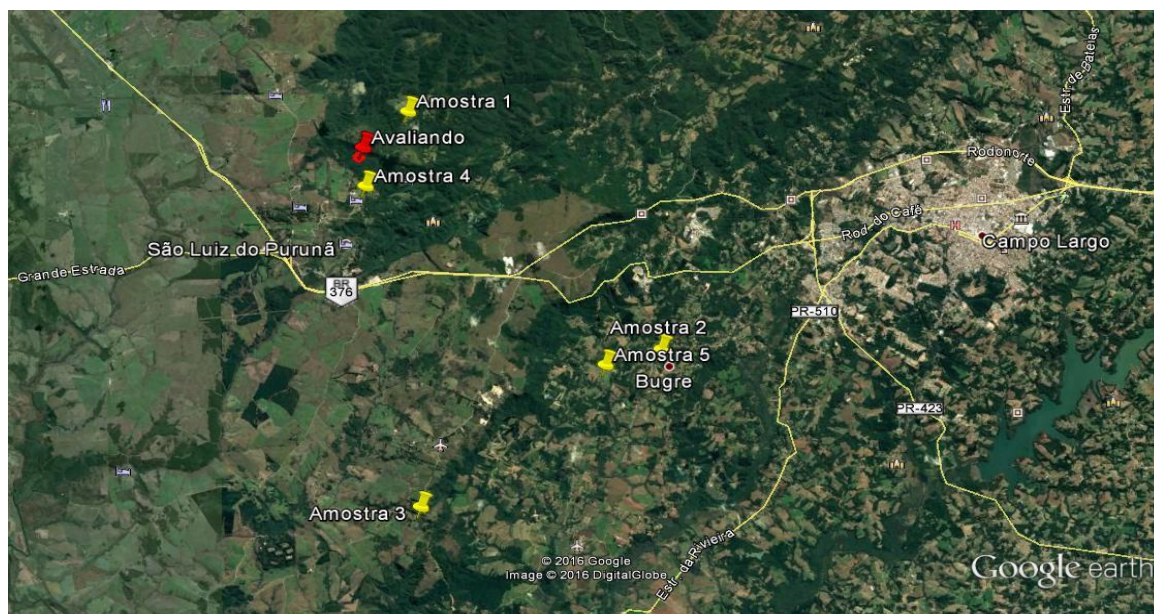 Estr. de Bateias
Amostra 1
Avaliando
Rodonorte
Amostra 4
Rod. do Café
São Luiz do Purunã
Campo Largo
Grande Estrada
BR
376
PR-510
Amostra 2
Amostra 5
Bugre
PR-423
Amostra 3
Estr. da Rivieira
© 2016 Google
Image © 2016 DigitalGlobe
Google earth
H